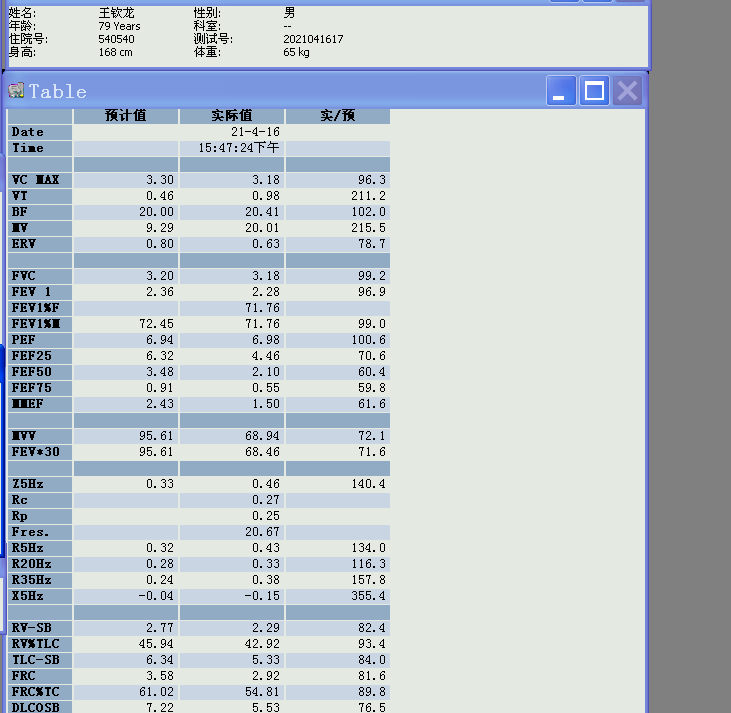 姓名: 王钦龙 性别: 男
年龄: 79 Years 科室: --
住院号: 540540 测试号: 2021041617
身高: 168 cm 体重: 65 kg
Table
预计值 实际值 实/预
Date 21-4-16
Time 15:47:24下午
VC MAX 3.30 3.18 96.3
VT 0.46 0.98 211.2
BF 20.00 20.41 102.0
MV 9.29 20.01 215.5
ERV 0.80 0.63 78.7
FVC 3.20 3.18 99.2
FEV 1 2.36 2.28 96.9
FEV1%F 71.76
FEV1%M 72.45 71.76 99.0
PEF 6.94 6.98 100.6
FEF25 6.32 4.46 70.6
FEF50 3.48 2.10 60.4
FEF75 0.91 0.55 59.8
MMEF 2.43 1.50 61.6
MVV 95.61 68.94 72.1
FEV*30 95.61 68.46 71.6
Z5Hz 0.33 0.46 140.4
Rc 0.27
Rp 0.25
Fres. 20.67
R5Hz 0.32 0.43 134.0
R20Hz 0.28 0.33 116.3
R35Hz 0.24 0.38 157.8
X5Hz -0.04 -0.15 355.4
RV-SB 2.77 2.29 82.4
RV%TLC 45.94 42.92 93.4
TLC-SB 6.34 5.33 84.0
FRC 3.58 2.92 81.6
FRC%TC 61.02 54.81 89.8
DLCOSB 7.22 5.53 76.5